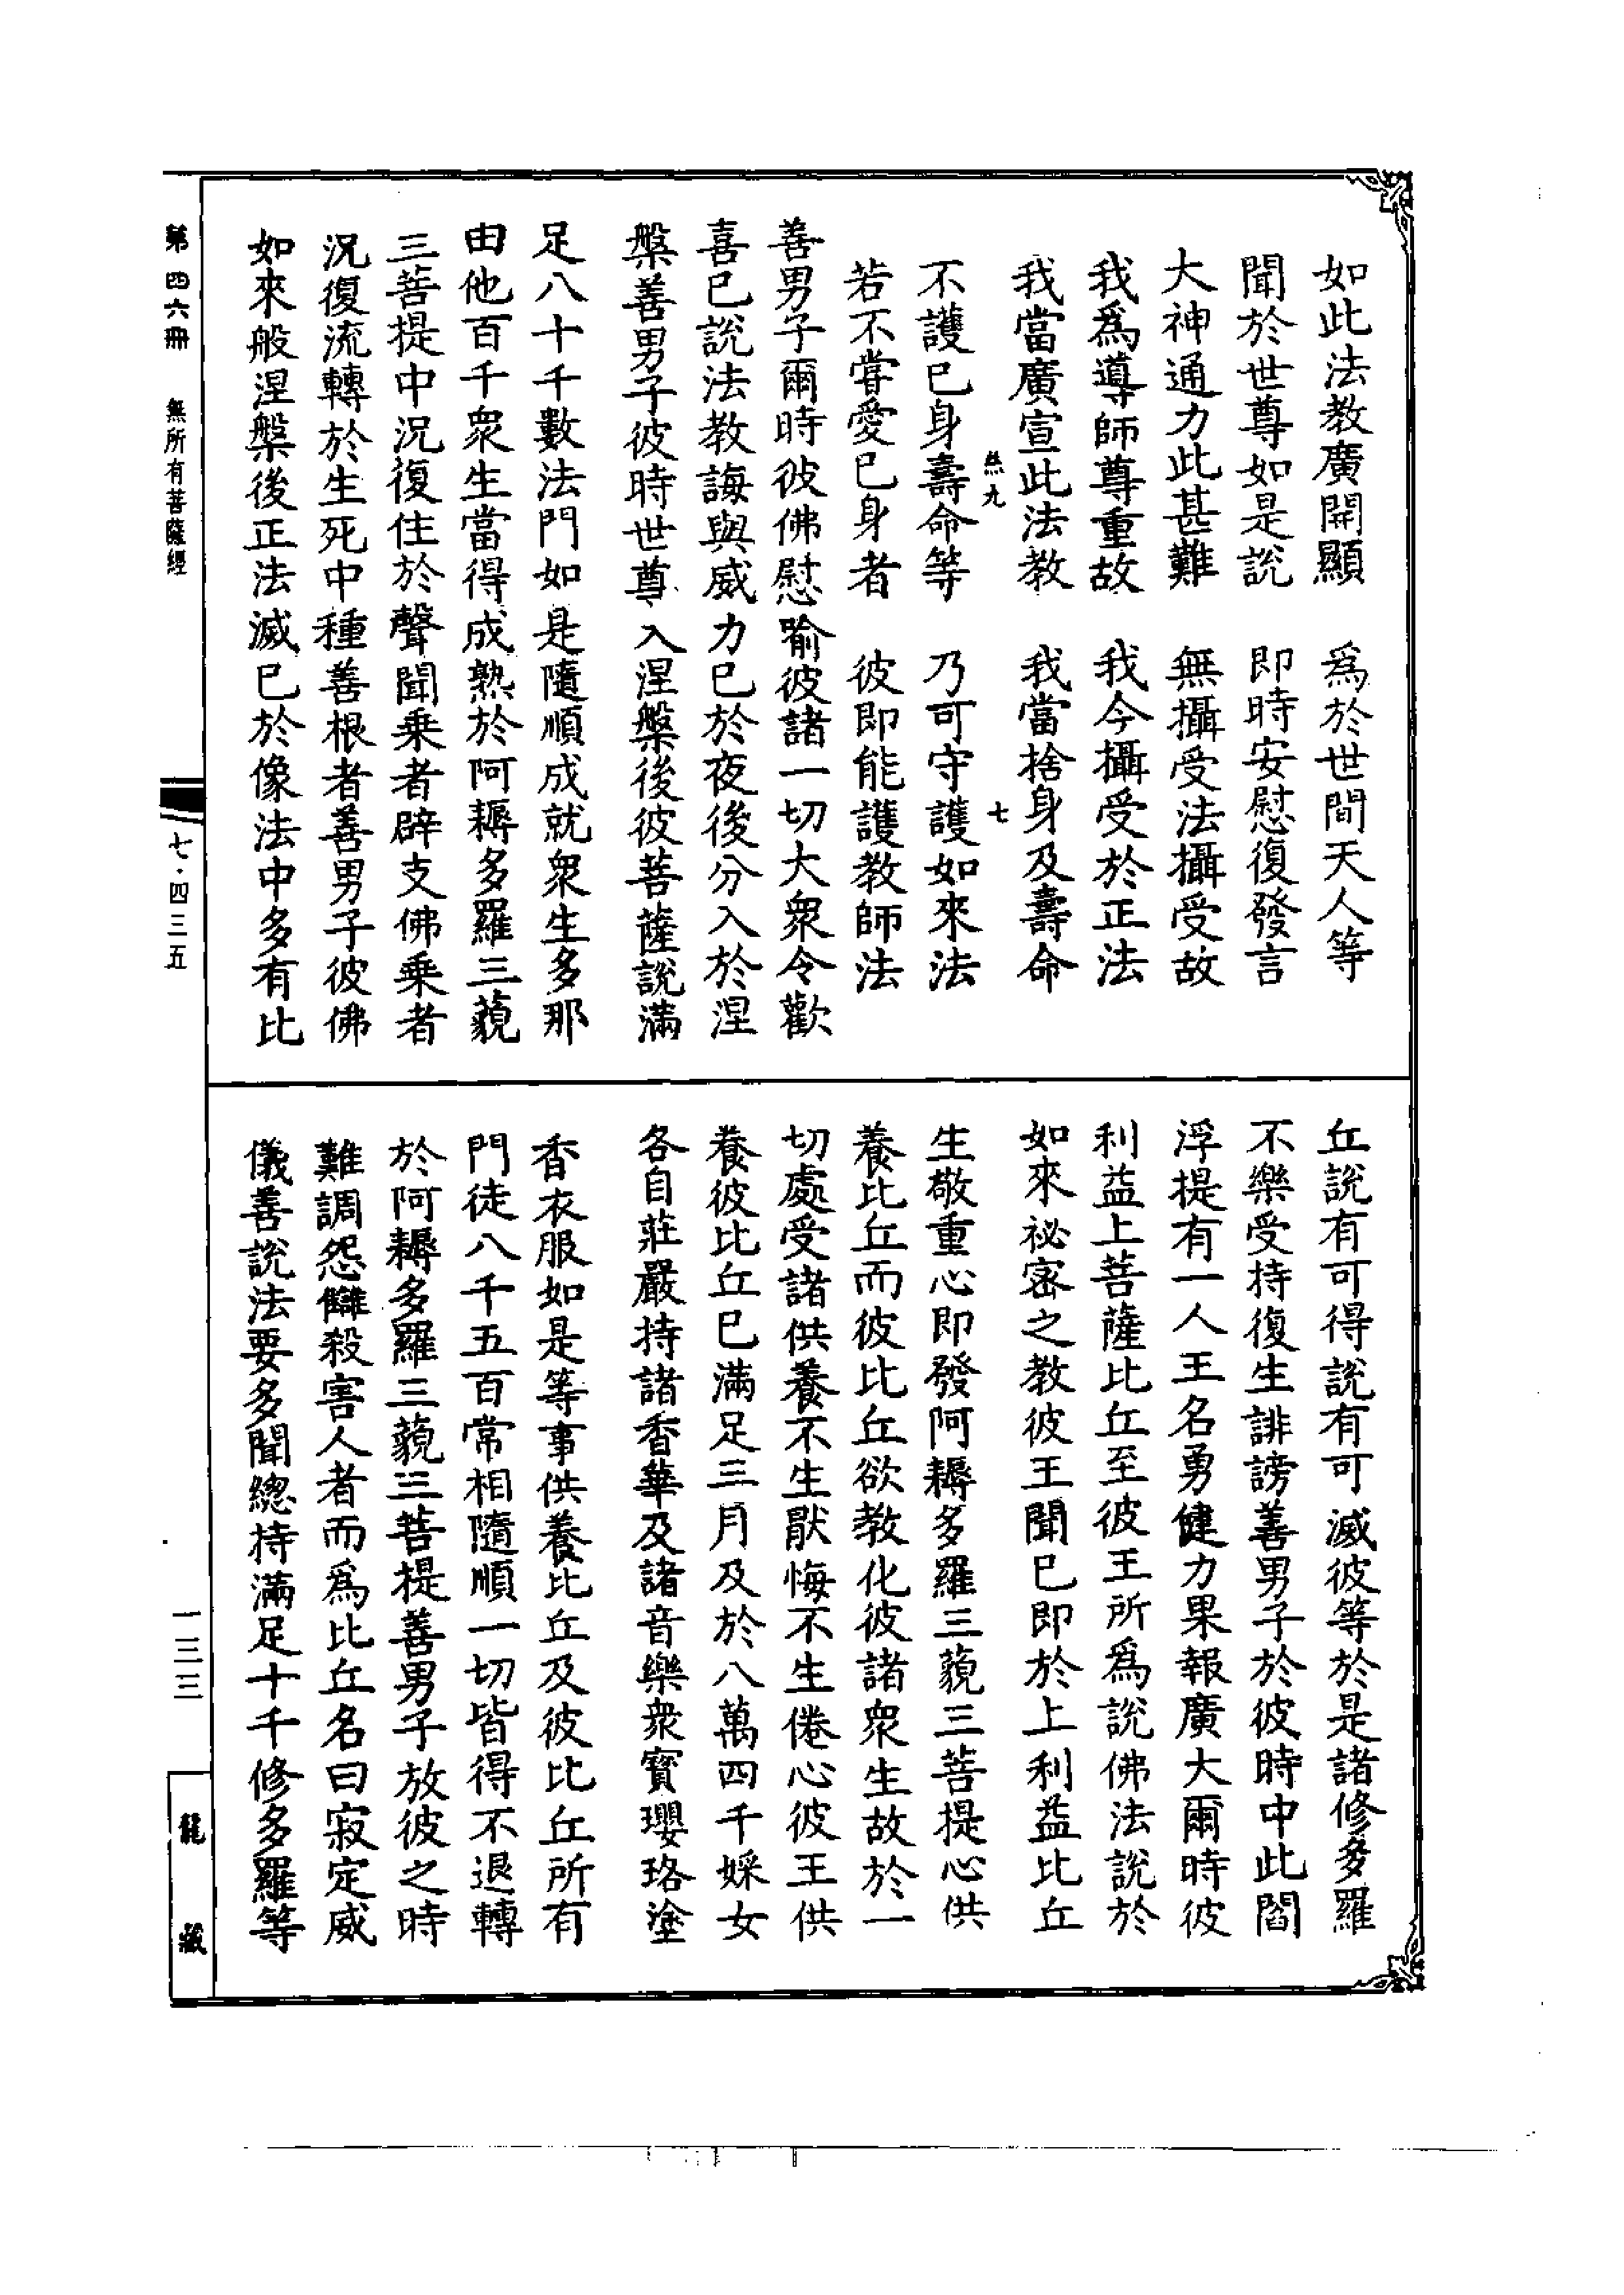 如此法教廣開顯　爲於世間天人等
聞於世尊如是說　即時安慰復發言
大神通力此甚難　無攝受法攝受故
我爲導師尊重故　我今攝受於正法
我當廣宣此法教　我當捨身及壽命
九　七
不護已身壽命等　乃可守護如來法
若不甞愛已身者　彼即能護教師法
善男子爾時彼佛慰喻彼諸一切大衆令歡
喜已說法教誨與威力已於夜後分入於涅
槃善男子彼時世尊入涅槃後彼菩薩說滿
足八十千數法門如是隨順成就衆生多那
由他百千衆生當得成熟於阿耨多羅三藐
三菩提中況復住於聲聞乗者辟支佛乗者
況復流轉於生死中種善根者善男子彼佛
如來般涅槃後正法滅已於像法中多有比
丘說有可得說有可滅彼等於是諸修多羅
不樂受持復生誹謗善男子於彼時中此閻
浮提有一人王名勇健力果報廣大爾時彼
利益上菩薩比丘至彼王所爲說佛法說於
如來祕密之教彼王聞已即於上利益比丘
生敬重心即發阿耨多羅三藐三菩提心供
養比丘而彼比丘欲教化彼諸衆生故於一
切處受諸供養不生厭悔不生倦心彼王供
養彼比丘已滿足三月及於八萬四千婇女
各自莊嚴持諸香華及諸音樂衆寳瓔珞塗
香衣服如是等事供養比丘及彼比丘所有
門徒八千五百常相隨順一切皆得不退轉
於阿耨多羅三藐三菩提善男子放彼之時
難調怨讎殺害人者而爲比丘名曰寂定威
儀善說法要多聞總持滿足十千修多羅等
第四六冊　無所有菩薩經
七·四三五
一三三
龍藏